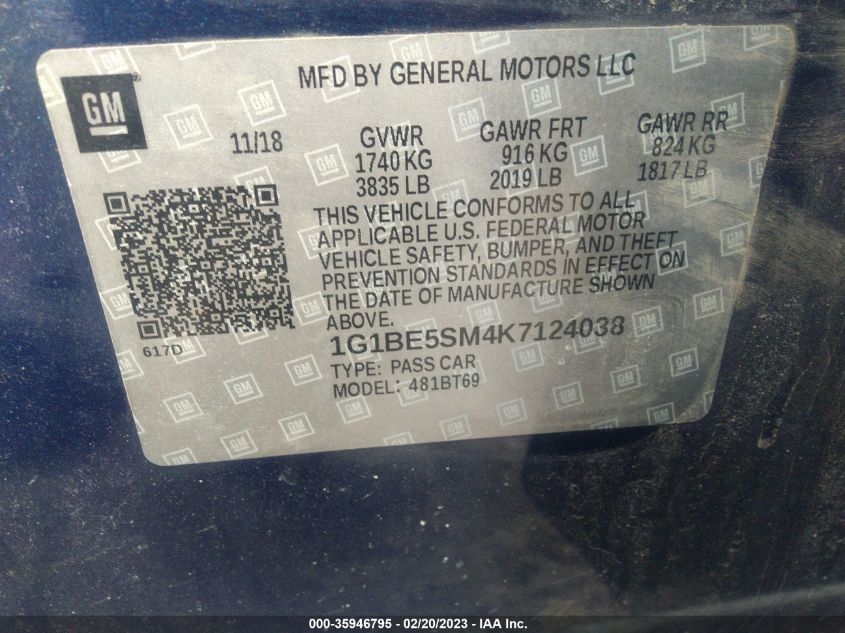 MFD BY GENERAL MOTORS LLC
GM
11/18
GVWR
1740 KG
3835 LB
GAWR FRT
916 KG
2019 LB
GAWR RR
824 KG
1817 LB
THIS VEHICLE CONFORMS TO ALL
APPLICABLE U.S. FEDERAL MOTOR
VEHICLE SAFETY, BUMPER, AND THEFT
PREVENTION STANDARDS IN EFFECT ON
THE DATE OF MANUFACTURE SHOWN
ABOVE.
617D
1G1BE5SM4K7124038
TYPE: PASS CAR
MODEL: 481BT69
000-35946795 - 02/20/2023 - IAA Inc.